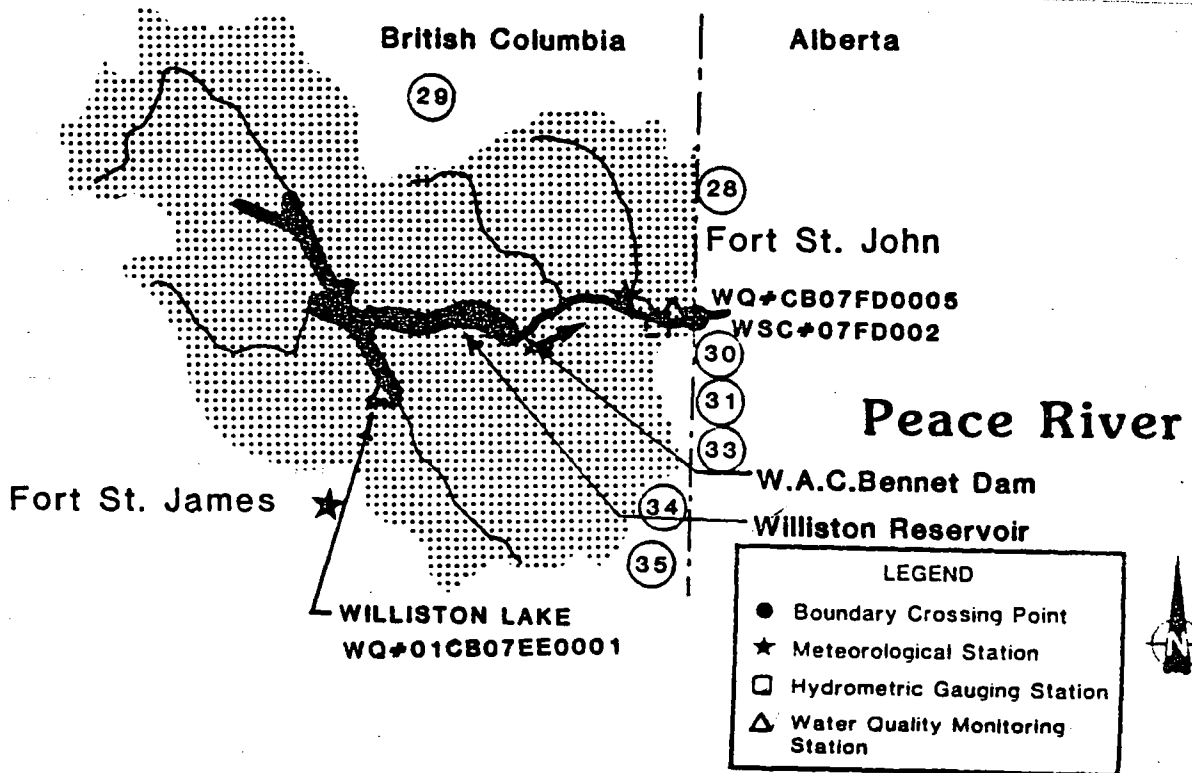 British Columbia
Alberta
29
28
Fort St. John
WQ#CB07FD0005
WSC#07FD002
30
31
Peace River
33
W.A.C.Bennet Dam
Fort St. James
34
Williston Reservoir
35
WILLISTON LAKE
WQ#01CB07EE0001
LEGEND
Boundary Crossing Point
Meteorological Station
Hydrometric Gauging Station
Water Quality Monitoring
Station
N